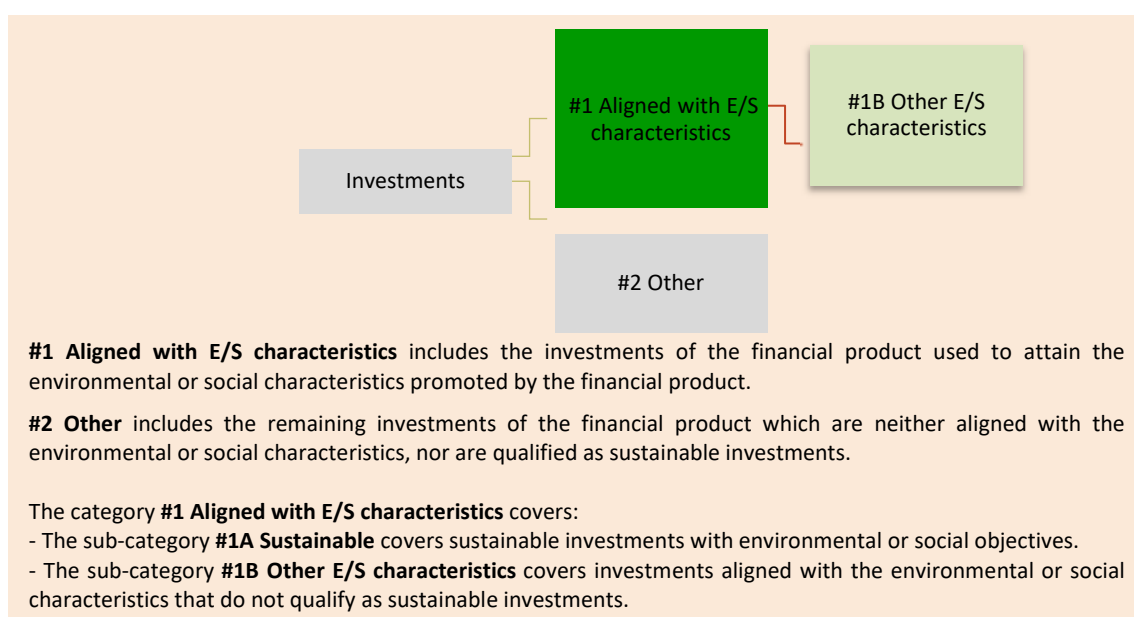 #1 Aligned with E/S
characteristics
#1B Other E/S
characteristics
Investments
#2 Other
#1 Aligned with E/S characteristics includes the investments of the financial product used to attain the
environmental or social characteristics promoted by the financial product.
#2 Other includes the remaining investments of the financial product which are neither aligned with the
environmental or social characteristics, nor are qualified as sustainable investments.
The category #1 Aligned with E/S characteristics covers:
- The sub-category #1A Sustainable covers sustainable investments with environmental or social objectives.
- The sub-category #1B Other E/S characteristics covers investments aligned with the environmental or social
characteristics that do not qualify as sustainable investments.